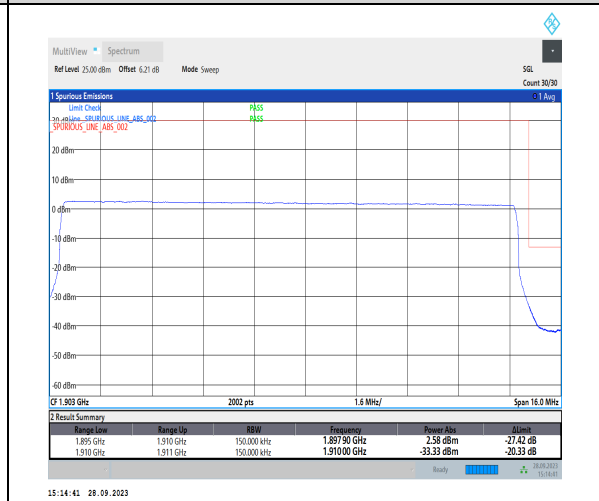 MultiView Spectrum
Ref Level 25.00 dBm Offset 6.21 dB Mode Sweep SGL
Count 30/30
1 Spurious Emissions 1 Avg
Limit Check PASS
Line _SPURIOUS_LINE_ABS_002 PASS
_SPURIOUS_LINE_ABS_002
20 dBm
10 dBm
0 dBm
-10 dBm
-20 dBm
-30 dBm
-40 dBm
-50 dBm
-60 dBm
CF 1.903 GHz 2002 pts 1.6 MHz/ Span 16.0 MHz
2 Result Summary
Range Low Range Up RBW Frequency Power Abs ΔLimit
1.895 GHz 1.910 GHz 150.000 kHz 1.89790 GHz 2.58 dBm -27.42 dB
1.910 GHz 1.911 GHz 150.000 kHz 1.91000 GHz -33.33 dBm -20.33 dB
Ready 28.09.2023
15:14:41
15:14:41 28.09.2023